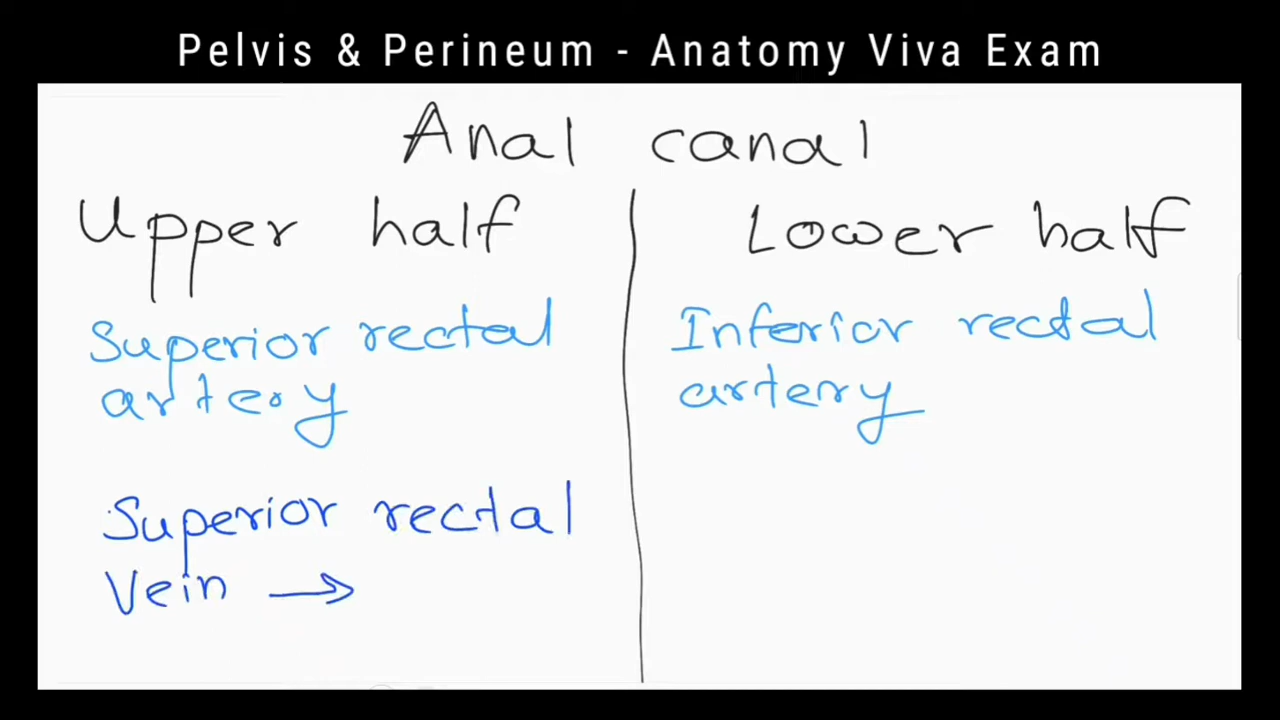 Pelvis & Perineum - Anatomy Viva Exam
Anal canal
Upper half
Lower half
Superior rectal
artery
Inferior rectal
artery
Superior rectal
Vein →